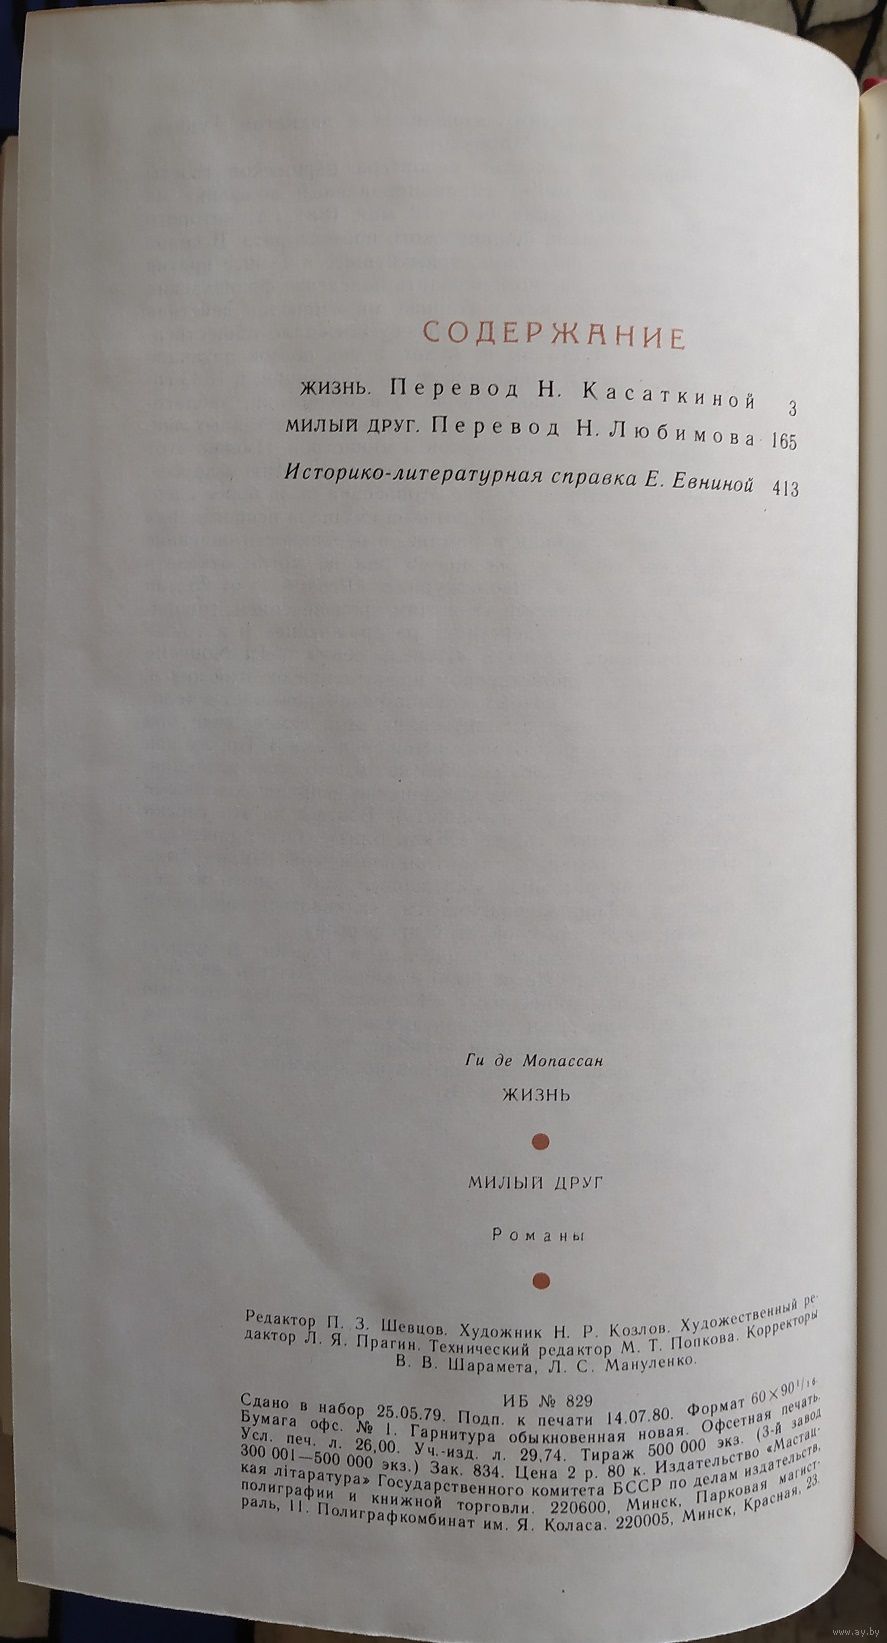 СОДЕРЖАНИЕ
ЖИЗНЬ. Перевод Н. Касаткиной 3
МИЛЫЙ ДРУГ. Перевод Н. Любимова 165
Историко-литературная справка Е. Евниной 413
Ги де Мопассан
ЖИЗНЬ
МИЛЫЙ ДРУГ
Романы
Редактор П. З. Шевцов. Художник Н. Р. Козлов. Художественный ре-
дактор Л. Я. Прагин. Технический редактор М. Т. Попкова. Корректоры
В. В. Шарамета, Л. С. Мануленко.
ИБ № 829
Сдано в набор 25.05.79. Подп. к печати 14.07.80. Формат 60×90 1/16.
Бумага офс. № 1. Гарнитура обыкновенная новая. Офсетная печать.
Усл. печ. л. 26,00. Уч.-изд. л. 29,74. Тираж 500 000 экз. (3-й завод
300 001—500 000 экз.) Зак. 834. Цена 2 р. 80 к. Издательство «Мастац-
кая літаратура» Государственного комитета БССР по делам издательств,
полиграфии и книжной торговли. 220600, Минск, Парковая магист-
раль, 11. Полиграфкомбинат им. Я. Коласа. 220005, Минск, Красная, 23.
www.ay.by